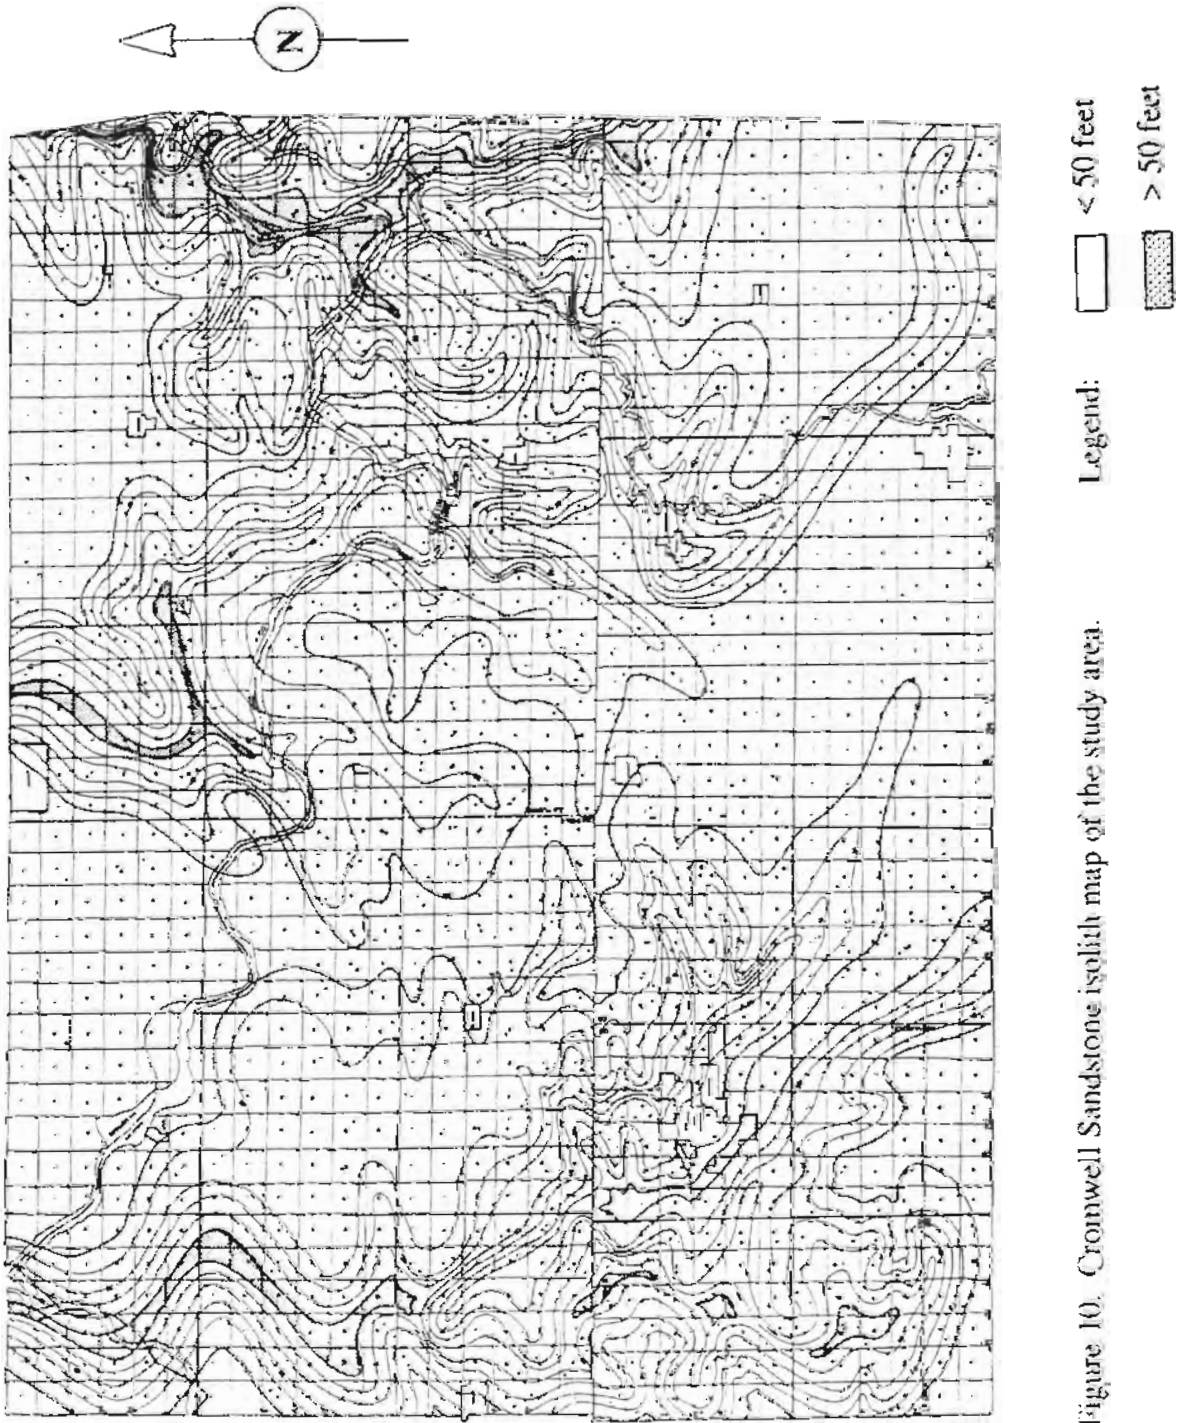 N
Figure 10. Cromwell Sandstone isolith map of the study area.
Legend:
< 50 feet
> 50 feet